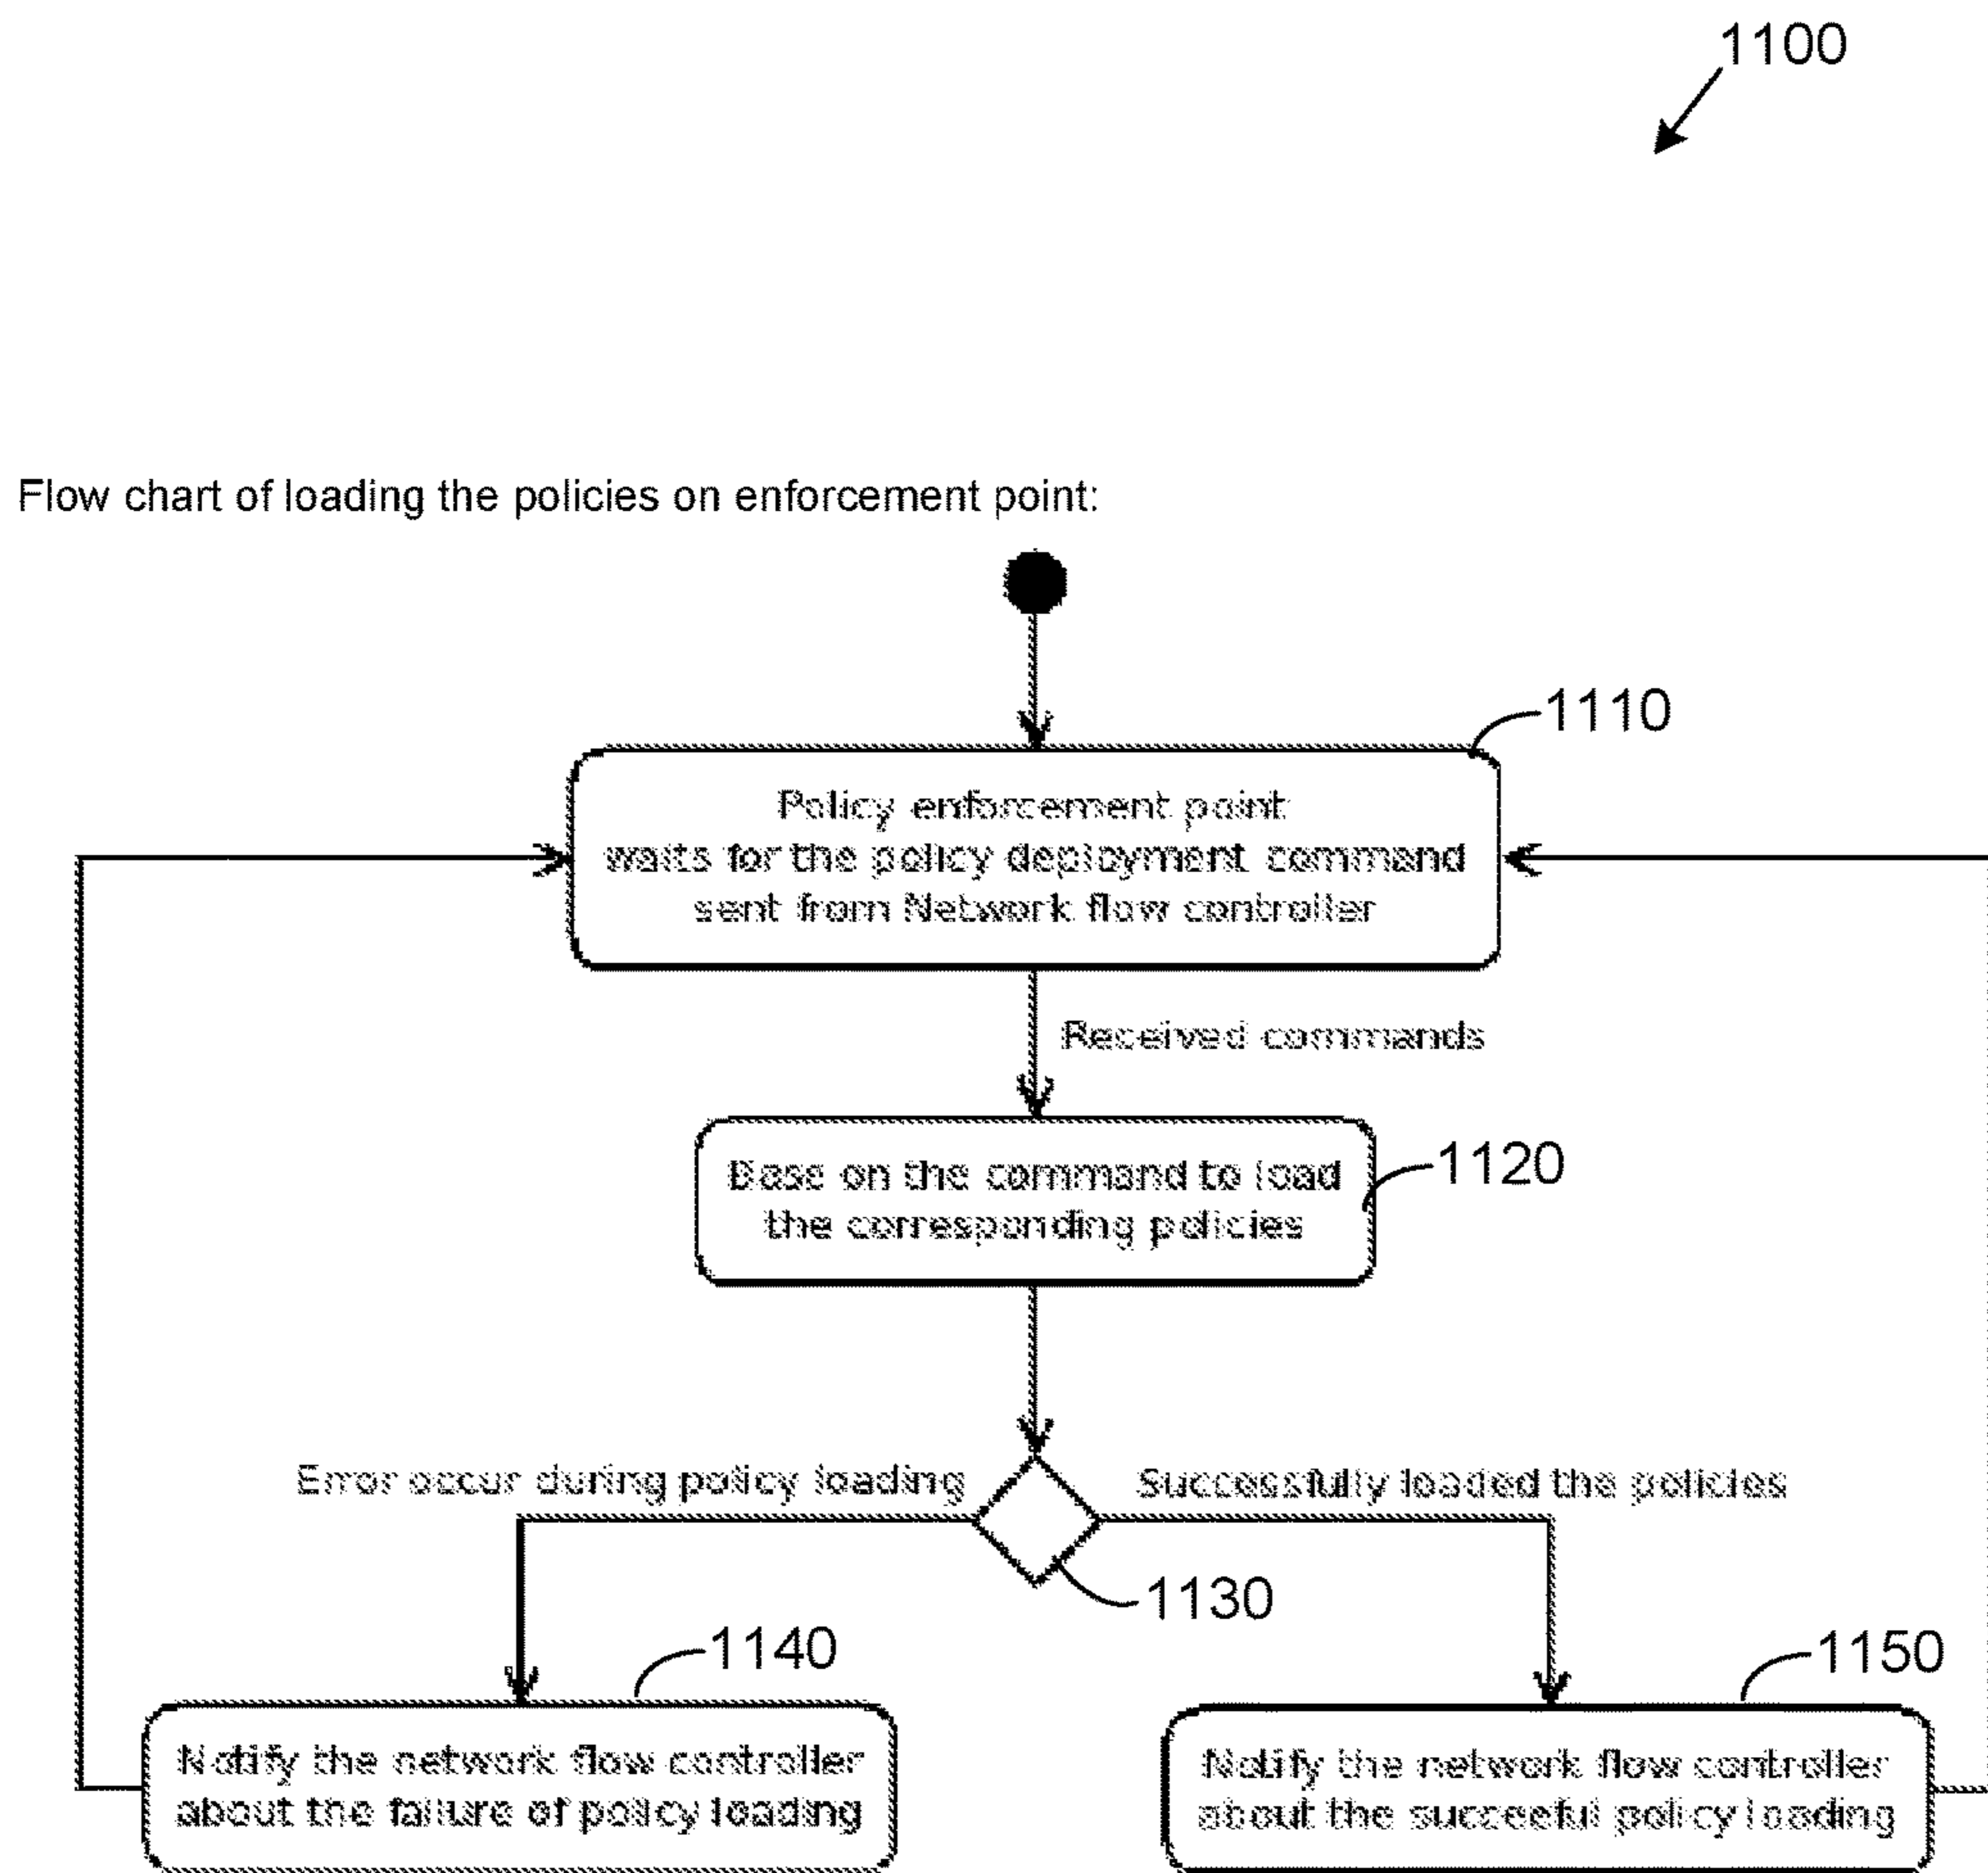 1100
Flow chart of loading the policies on enforcement point:
1110
Policy enforcement point
waits for the policy deployment command
sent from Network flow controller
Received commands
1120
Base on the command to load
the corresponding policies
Error occur during policy loading
Successfully loaded the policies
1130
1140
1150
Notify the network flow controller
about the failure of policy loading
Notify the network flow controller
about the succeeful policy loading